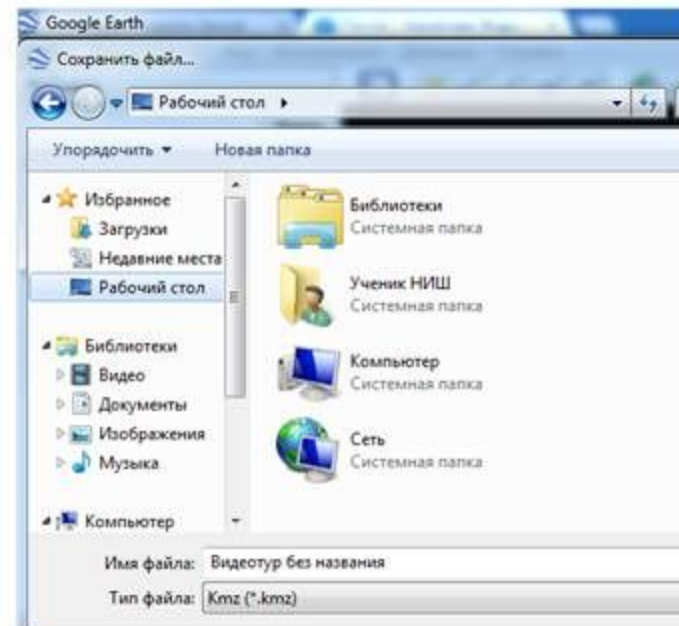 Google Earth
Сохранить файл...
Рабочий стол
Упорядочить Новая папка
Избранное
Загрузки
Недавние места
Рабочий стол
Библиотеки
Видео
Документы
Изображения
Музыка
Компьютер
Библиотеки
Системная папка
Ученик НИШ
Системная папка
Компьютер
Системная папка
Сеть
Системная папка
Имя файла: Видеотур без названия
Тип файла: Kmz (*.kmz)